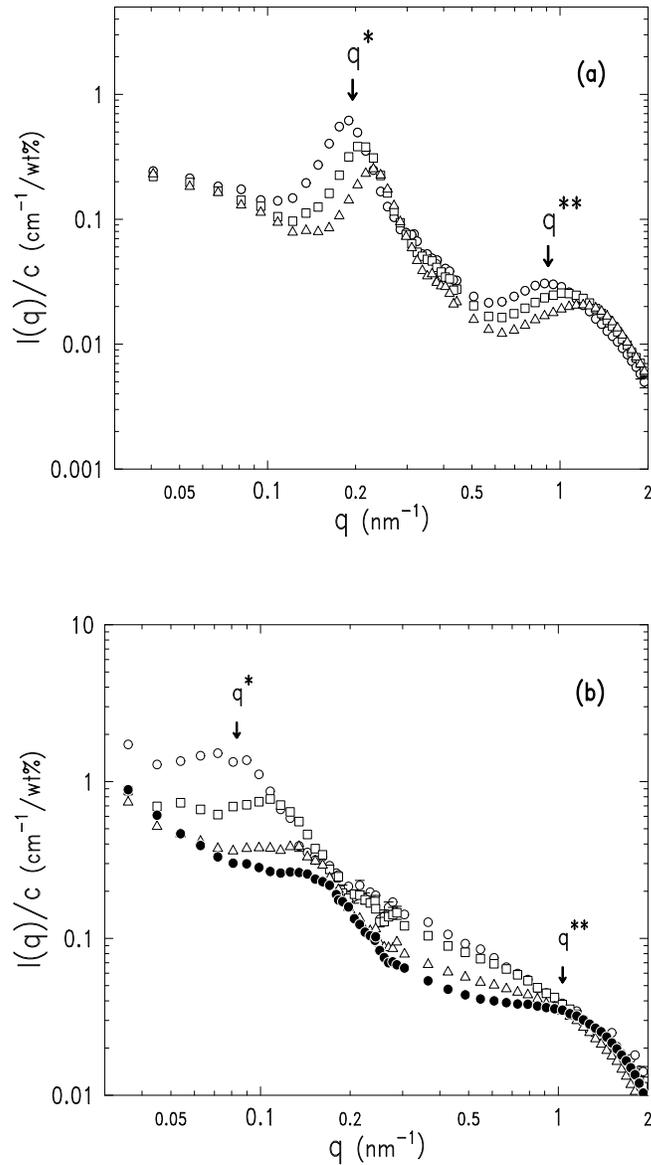 q*
(a)
1
0.1
q**
0.01
0.001
I(q)/c (cm⁻¹/wt%)
0.05 0.1 0.2 0.5 1 2
q (nm⁻¹)
10
q*
(b)
1
0.1
q**
0.01
I(q)/c (cm⁻¹/wt%)
0.05 0.1 0.2 0.5 1 2
q (nm⁻¹)